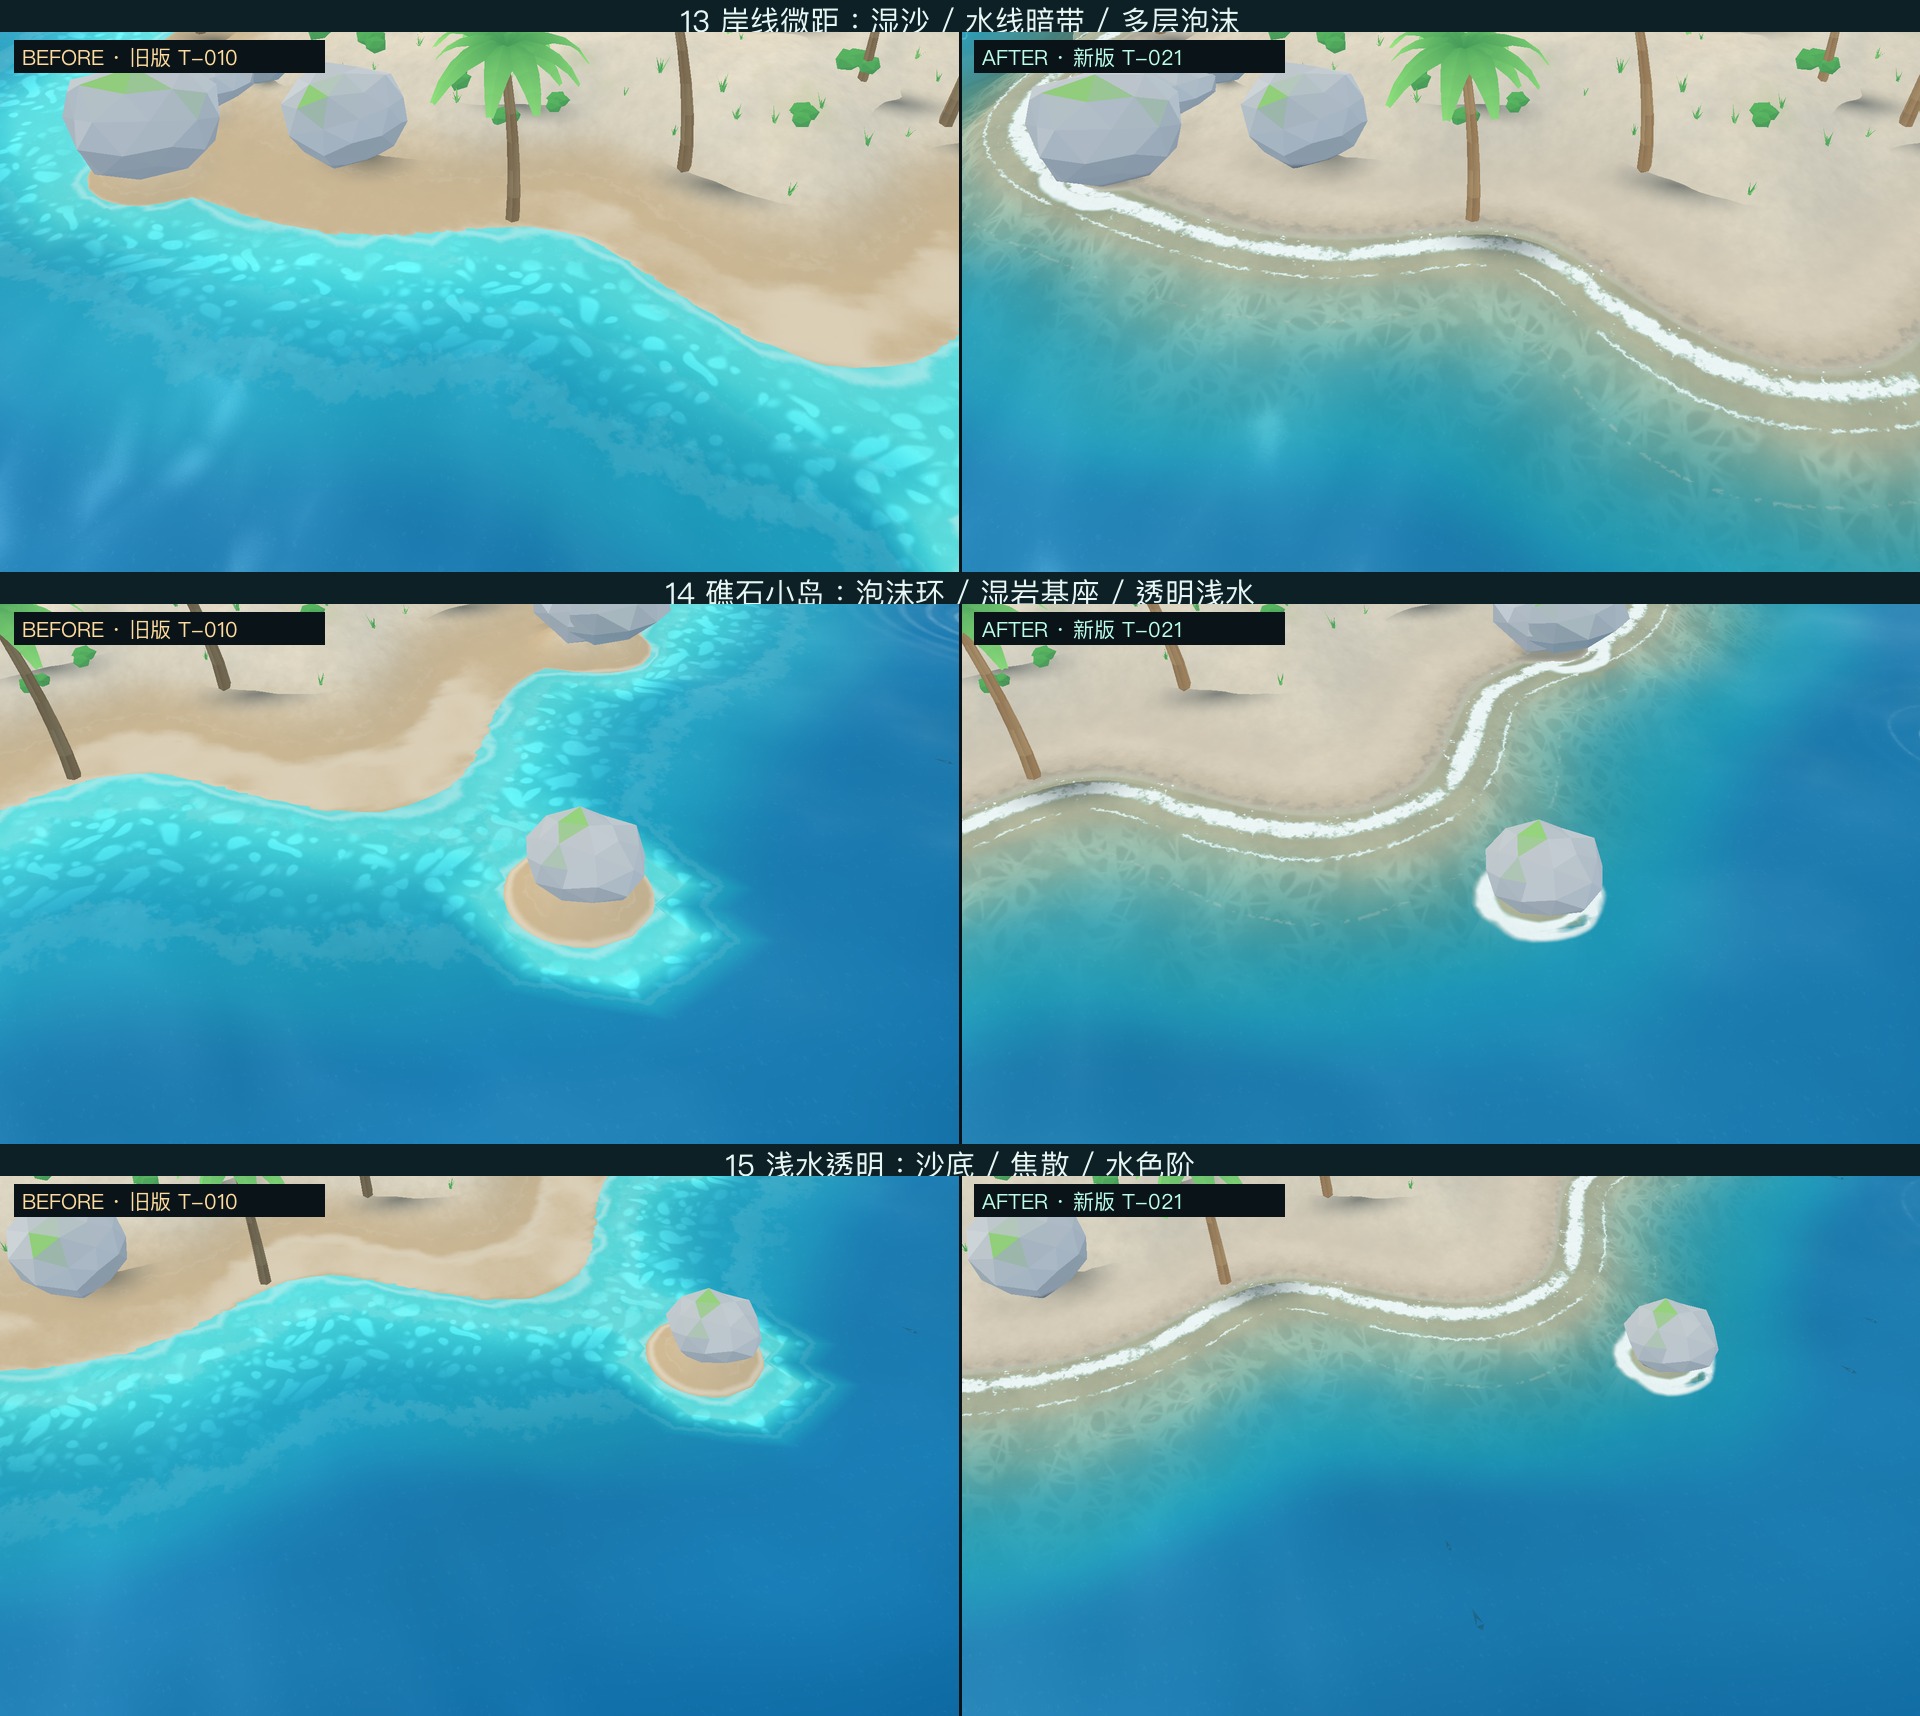 13 岸线微距：湿沙 / 水线暗带 / 多层泡沫
BEFORE · 旧版 T-010
AFTER · 新版 T-021
14 礁石小岛：泡沫环 / 湿岩基座 / 透明浅水
BEFORE · 旧版 T-010
AFTER · 新版 T-021
15 浅水透明：沙底 / 焦散 / 水色阶
BEFORE · 旧版 T-010
AFTER · 新版 T-021